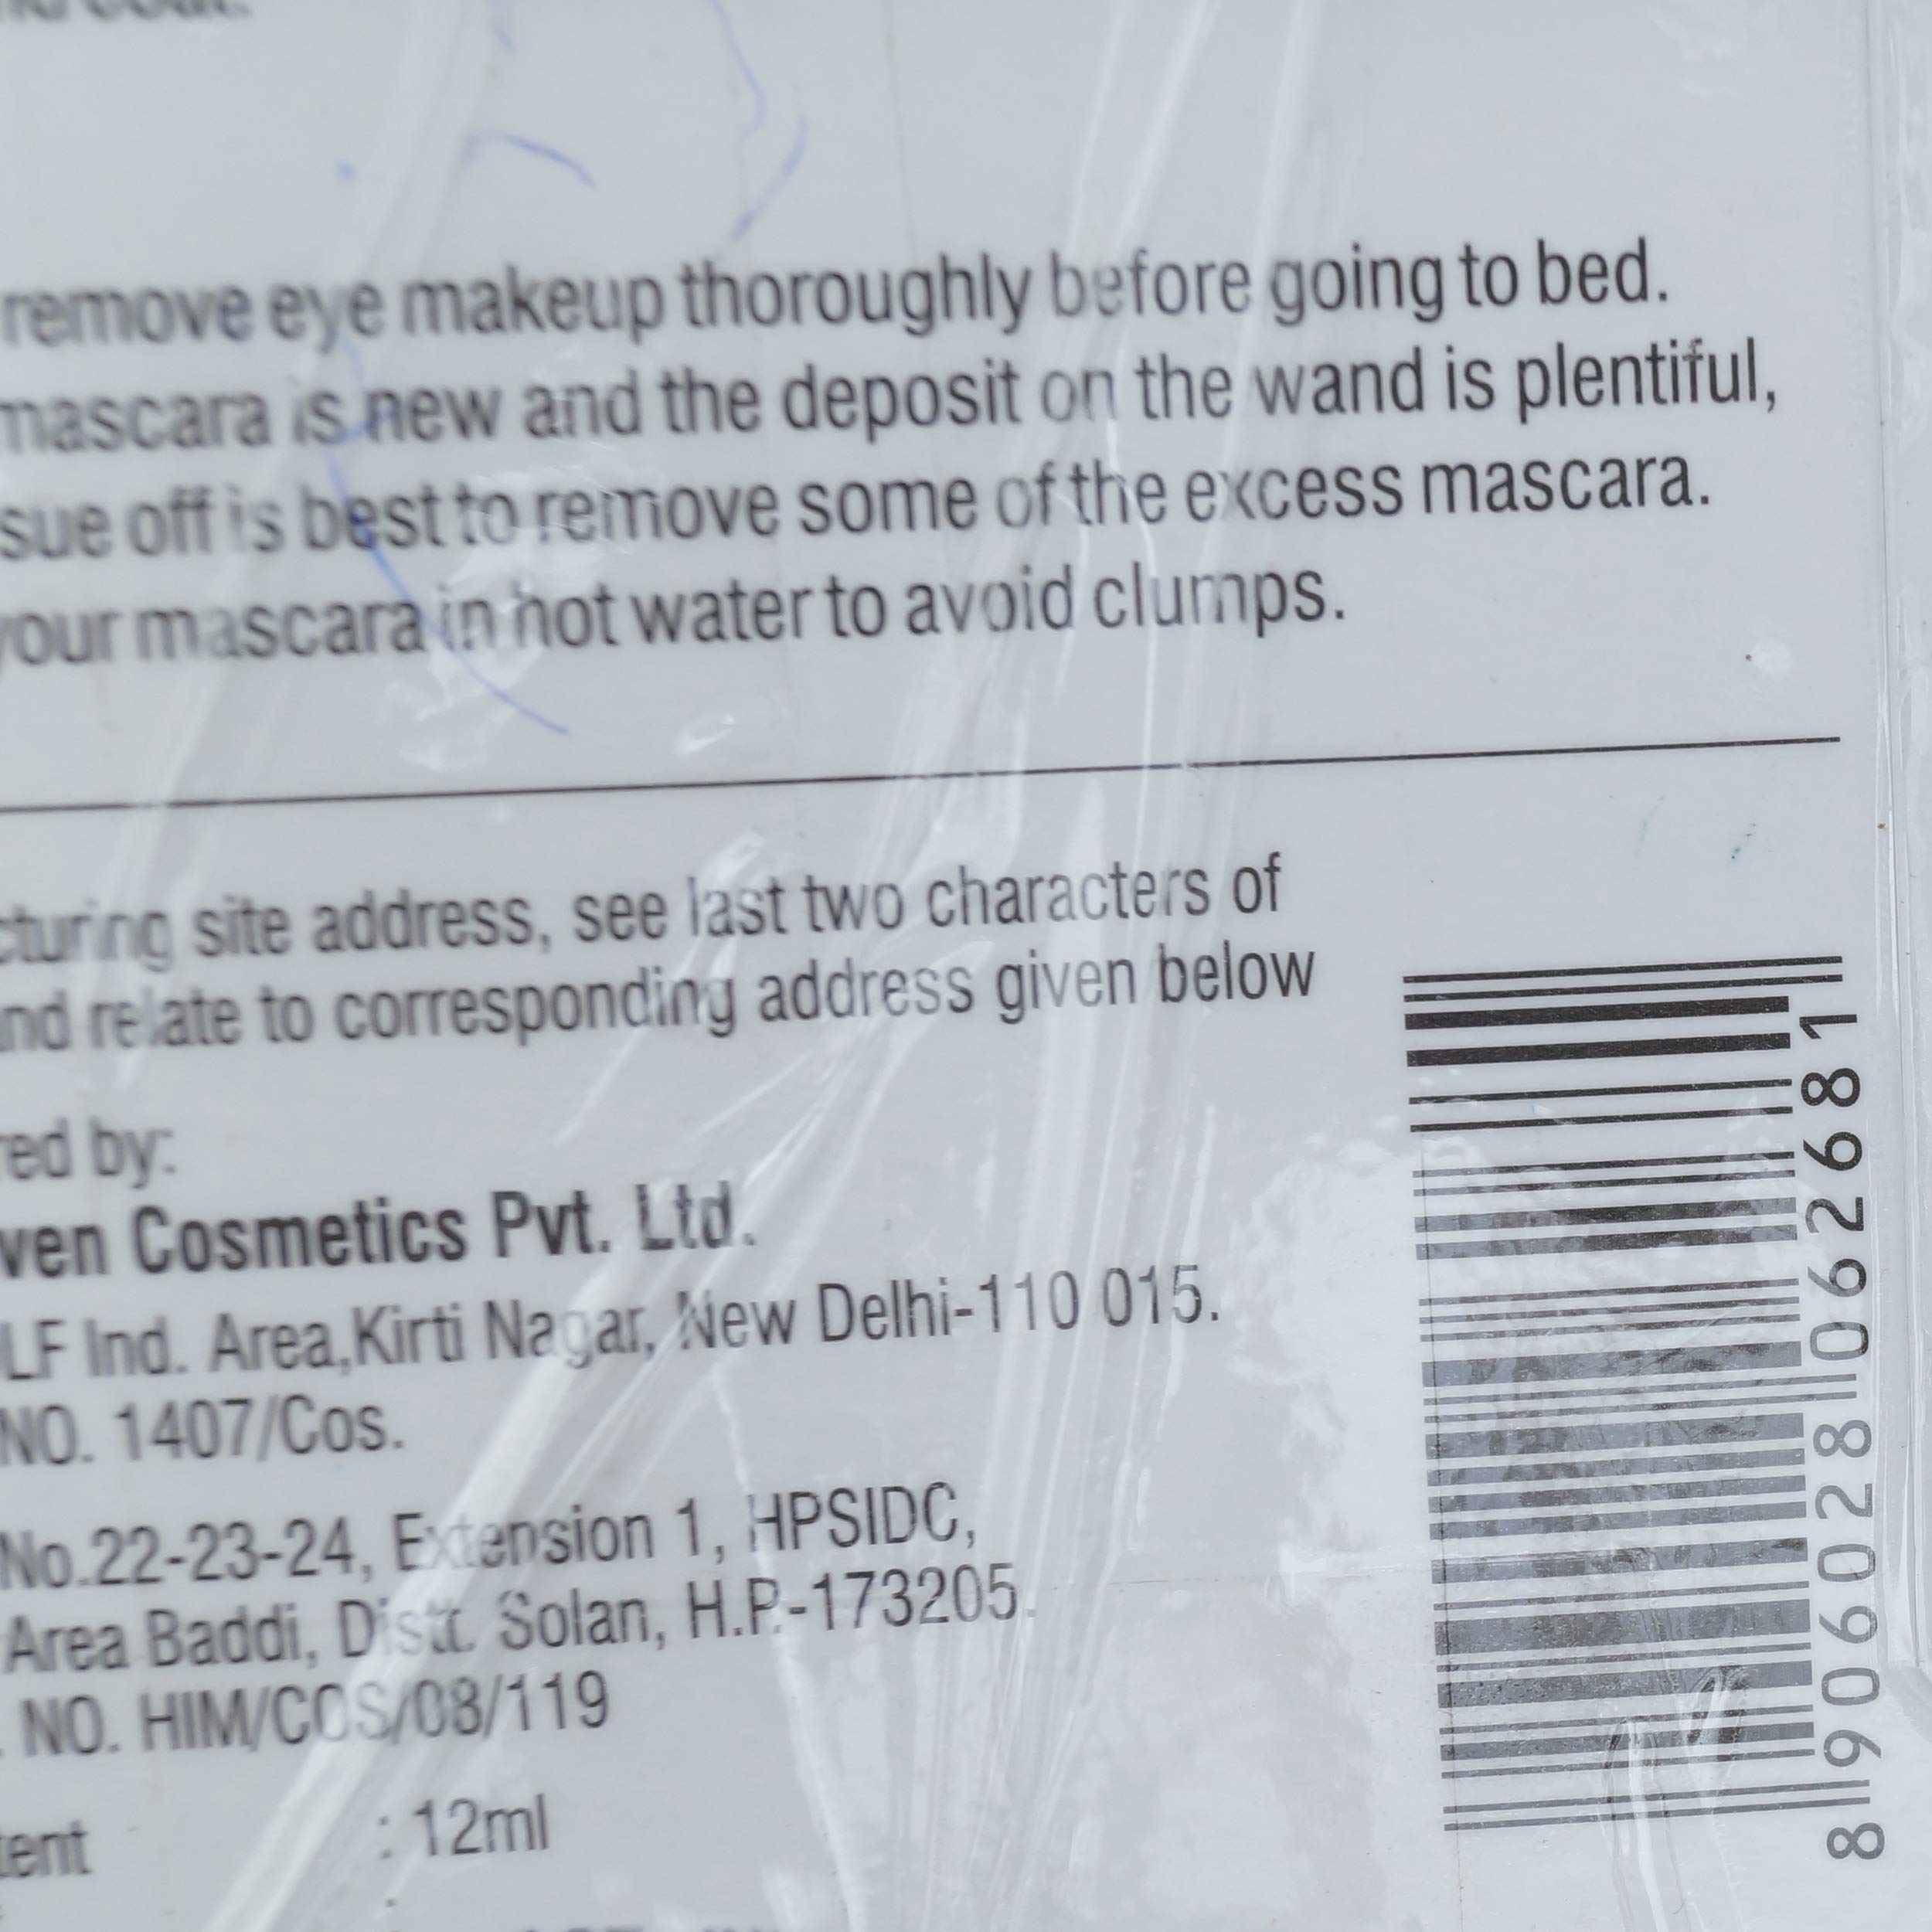 remove eye makeup thoroughly before going to bed.
mascara is new and the deposit on the wand is plentiful,
sue off is best to remove some of the excess mascara.
your mascara in hot water to avoid clumps.
cturing site address, see last two characters of
nd relate to corresponding address given below
red by:
ven Cosmetics Pvt. Ltd.
LF Ind. Area,Kirti Nagar, New Delhi-110 015.
NO. 1407/Cos.
No.22-23-24, Extension 1, HPSIDC,
Area Baddi, Distt. Solan, H.P.-173205.
. NO. HIM/COS/08/119
tent : 12ml
:
8 906028 062681